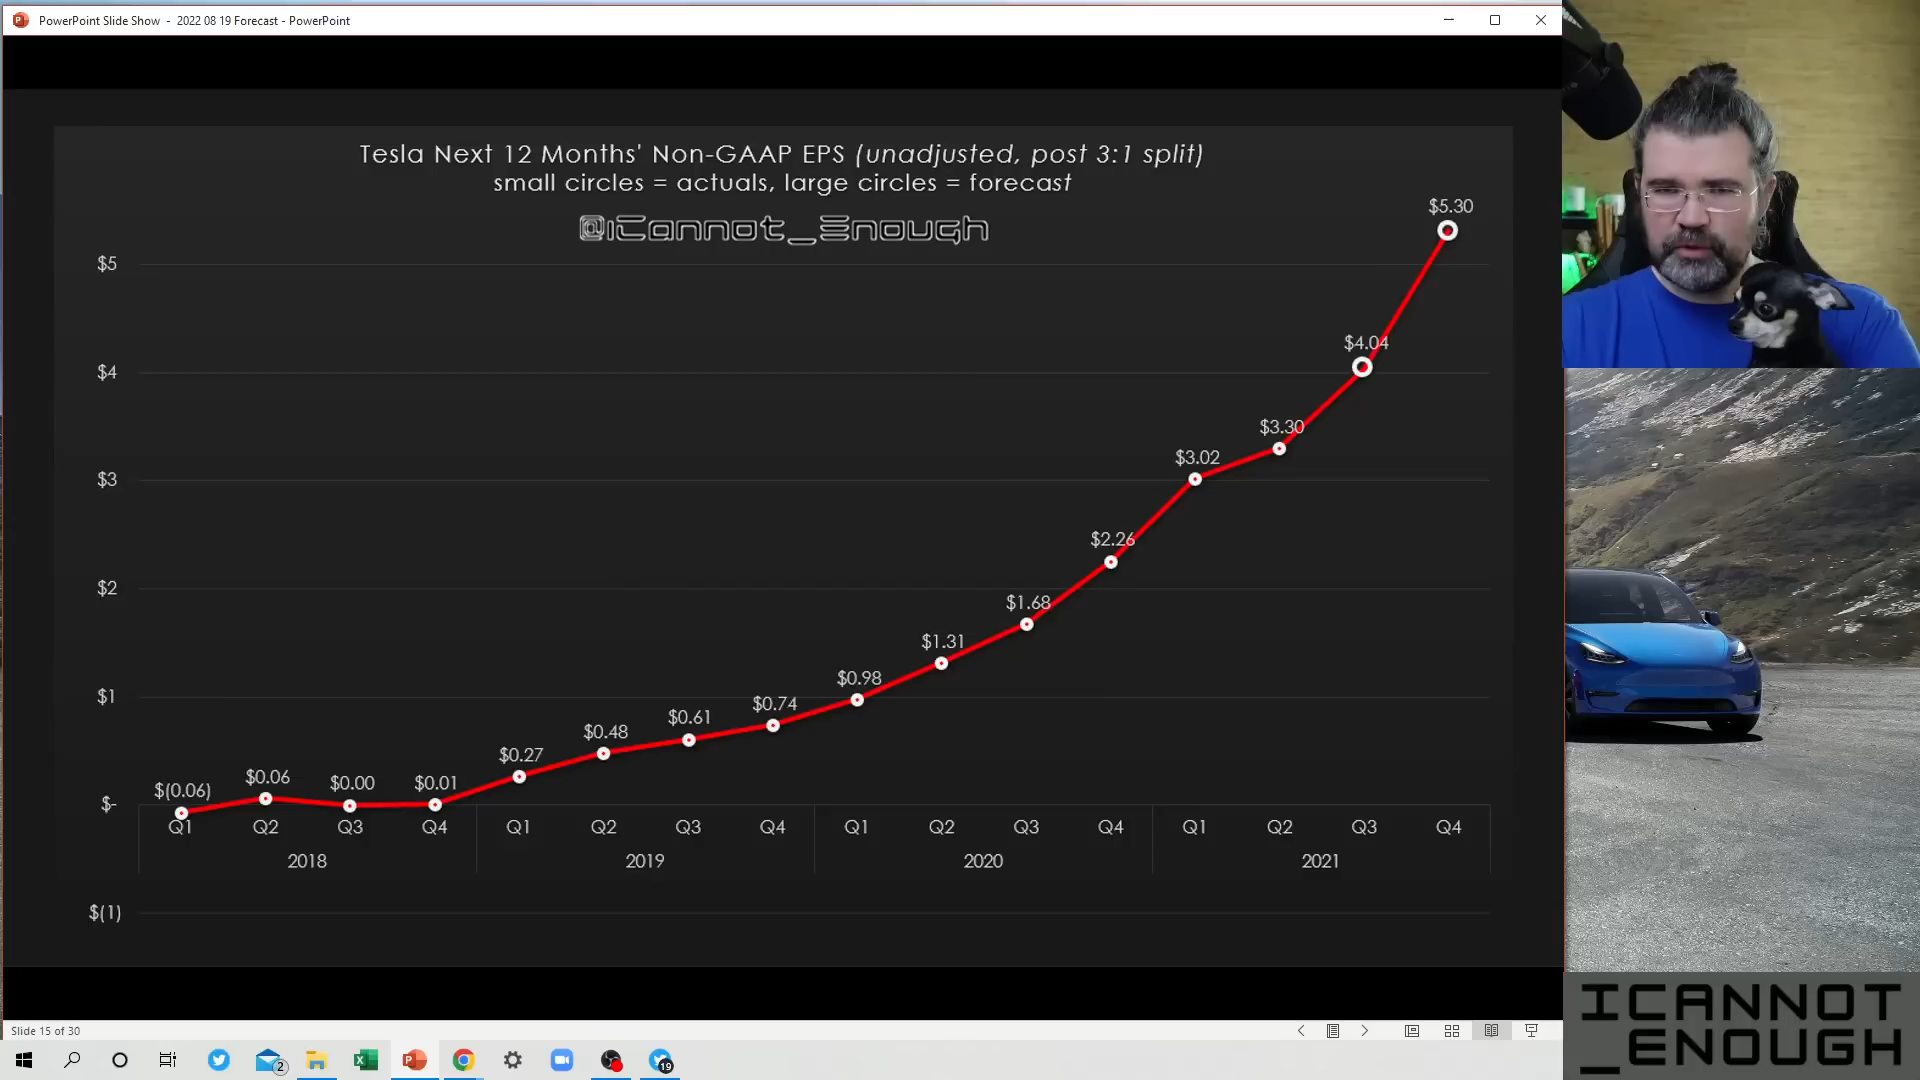 PowerPoint Slide Show - 2022 08 19 Forecast - PowerPoint
Tesla Next 12 Months' Non-GAAP EPS (unadjusted, post 3:1 split)
small circles = actuals, large circles = forecast
@iCannot_Enough
$5
$4
$3
$2
$1
$-
$(1)
$(0.06)
$0.06
$0.00
$0.01
$0.27
$0.48
$0.61
$0.74
$0.98
$1.31
$1.68
$2.26
$3.02
$3.30
$4.04
$5.30
Q1 Q2 Q3 Q4 Q1 Q2 Q3 Q4 Q1 Q2 Q3 Q4 Q1 Q2 Q3 Q4
2018 2019 2020 2021
Slide 15 of 30
2
19
ICANNOT
_ENOUGH